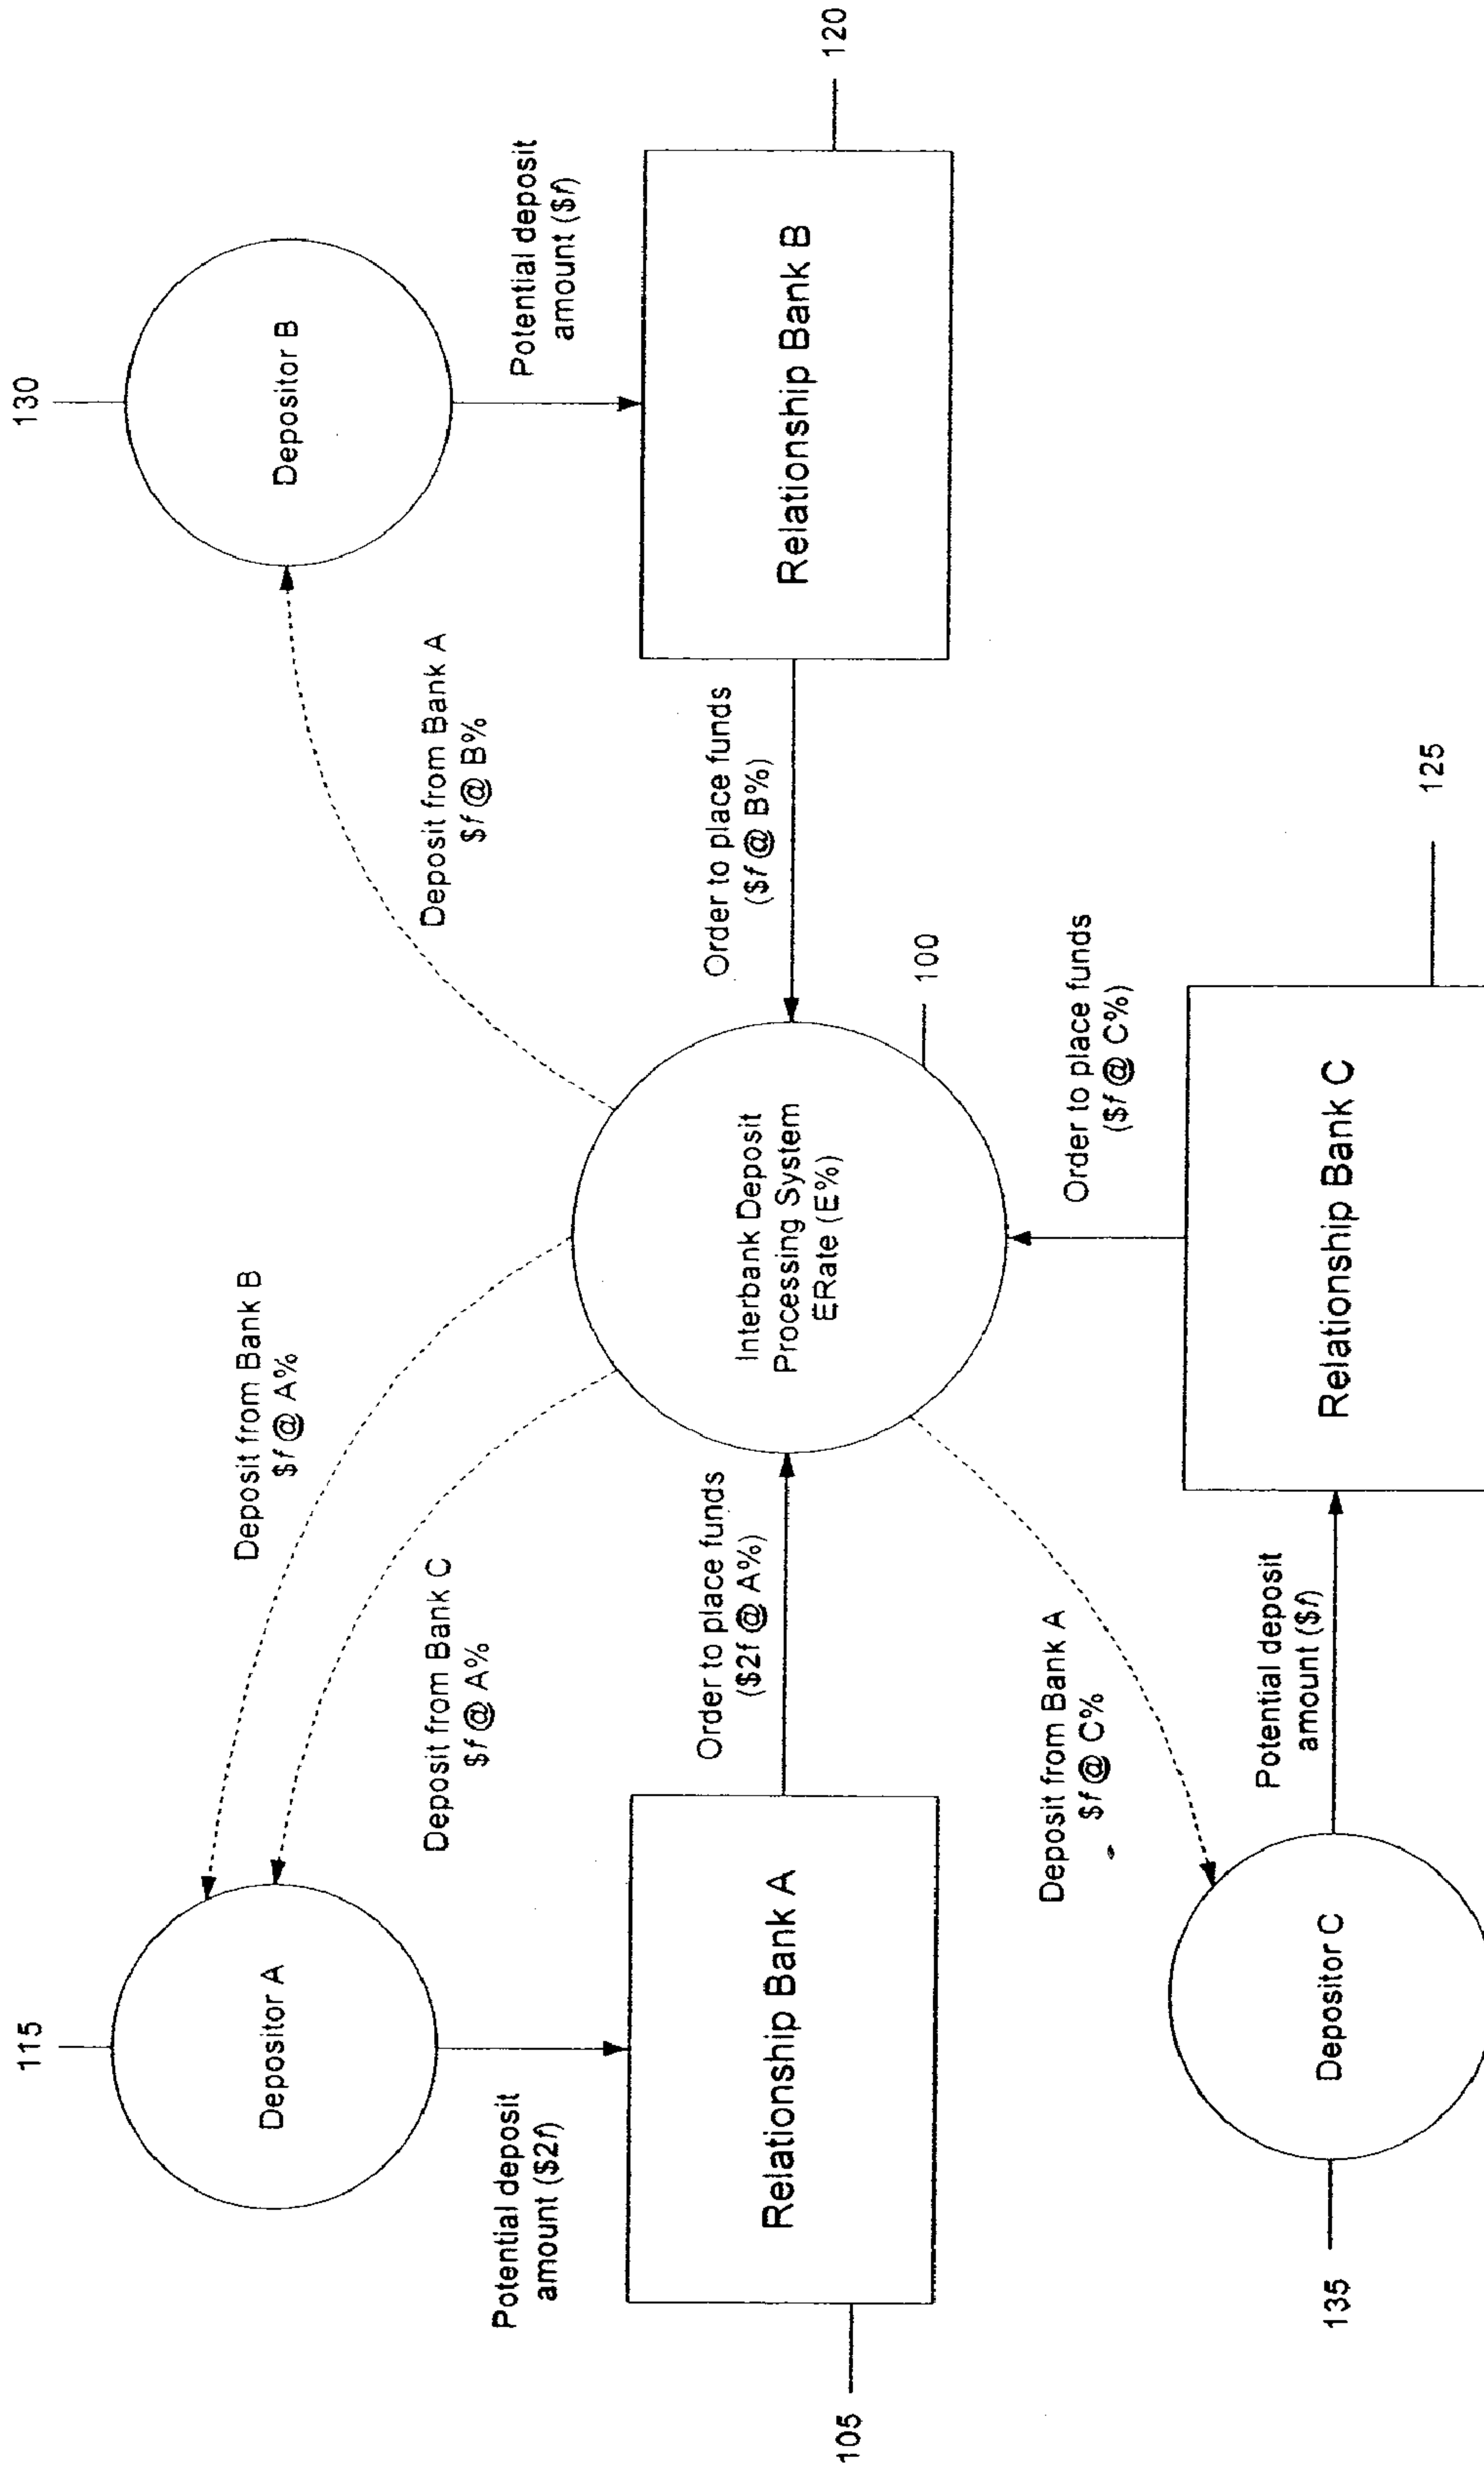 115
Depositor A
Potential deposit
amount ($2f)
Relationship Bank A
105
Order to place funds
($2f @ A%)
Deposit from Bank B
$f @ A%
Deposit from Bank C
$f @ A%
Interbank Deposit
Processing System
ERate (E%)
100
Deposit from Bank A
$f @ B%
130
Depositor B
Potential deposit
amount ($f)
Relationship Bank B
120
Order to place funds
($f @ B%)
Deposit from Bank A
$f @ C%
135
Depositor C
Potential deposit
amount ($f)
Relationship Bank C
125
Order to place funds
($f @ C%)